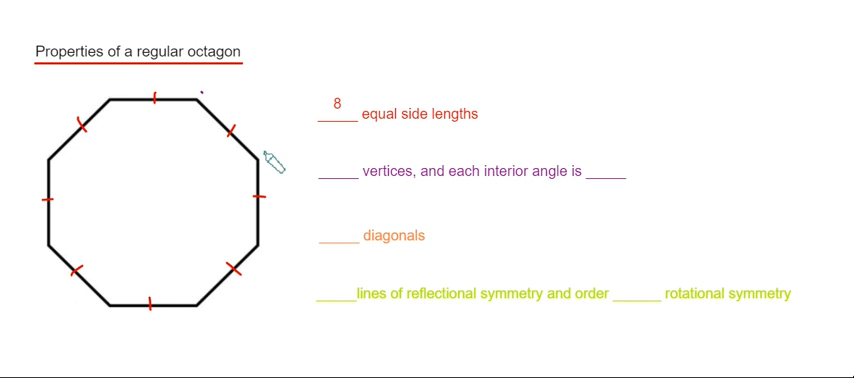 Properties of a regular octagon
8
_____ equal side lengths
_____ vertices, and each interior angle is _____
_____ diagonals
_____lines of reflectional symmetry and order ______ rotational symmetry